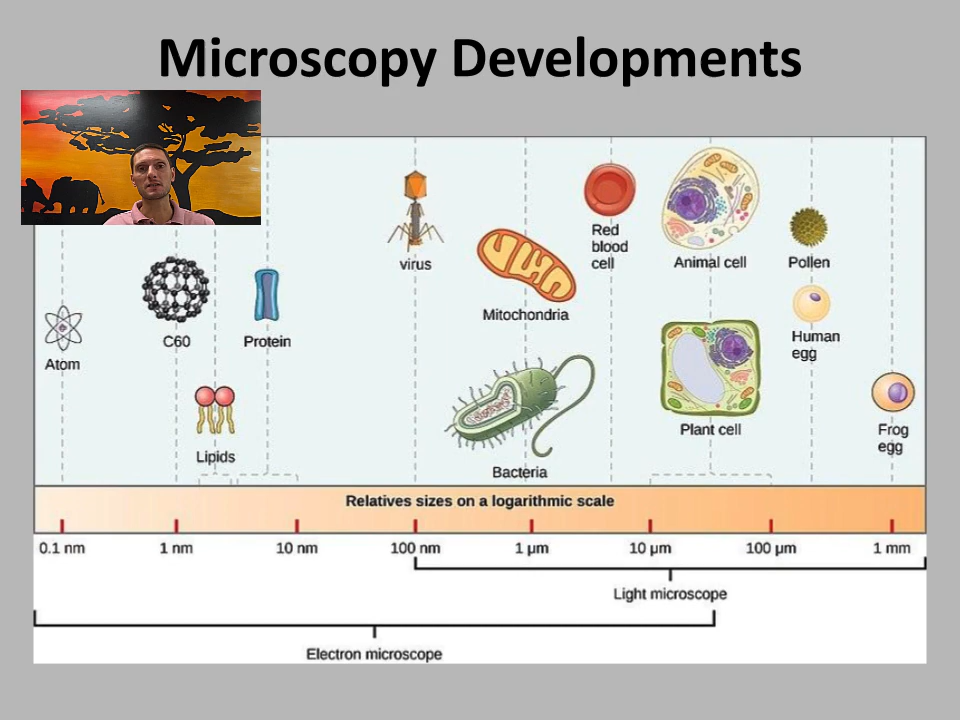 Microscopy Developments
virus
Red
blood
cell
Animal cell
Pollen
Mitochondria
C60
Protein
Human
egg
Atom
Plant cell
Frog
egg
Lipids
Bacteria
Relatives sizes on a logarithmic scale
0.1 nm 1 nm 10 nm 100 nm 1 µm 10 µm 100 µm 1 mm
Light microscope
Electron microscope